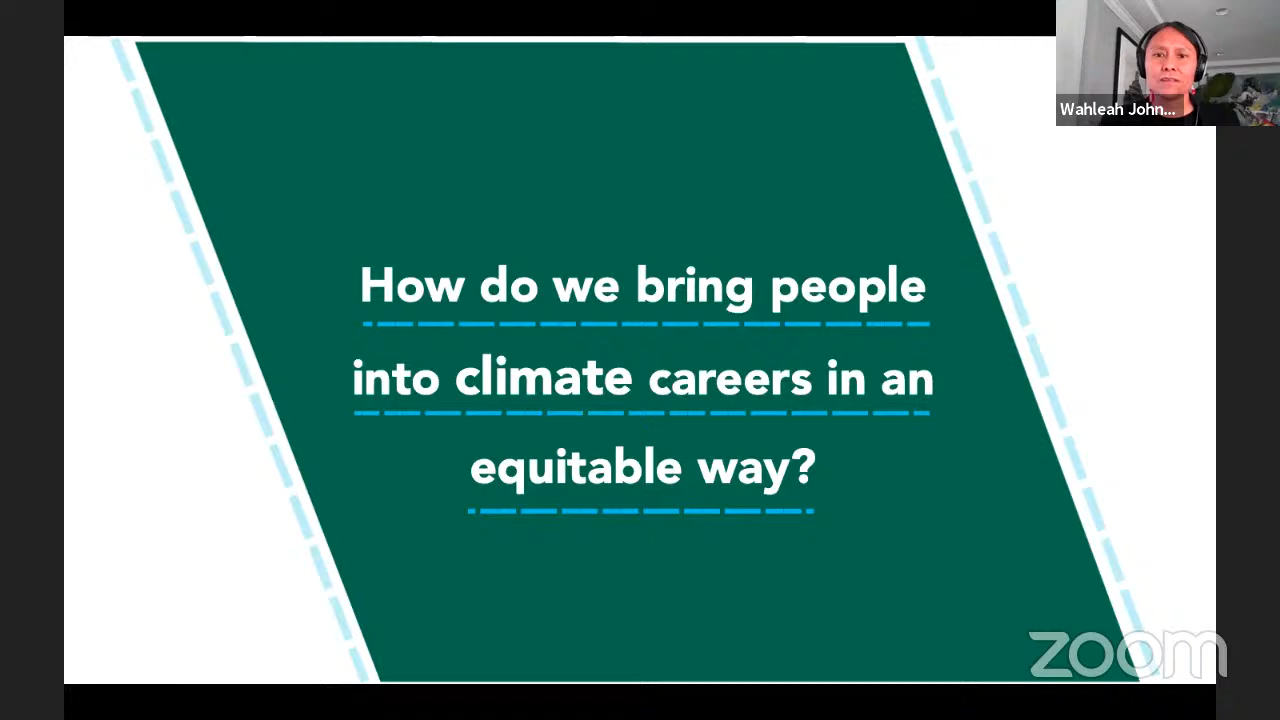 Wahleah John...
How do we bring people
into climate careers in an
equitable way?
zoom